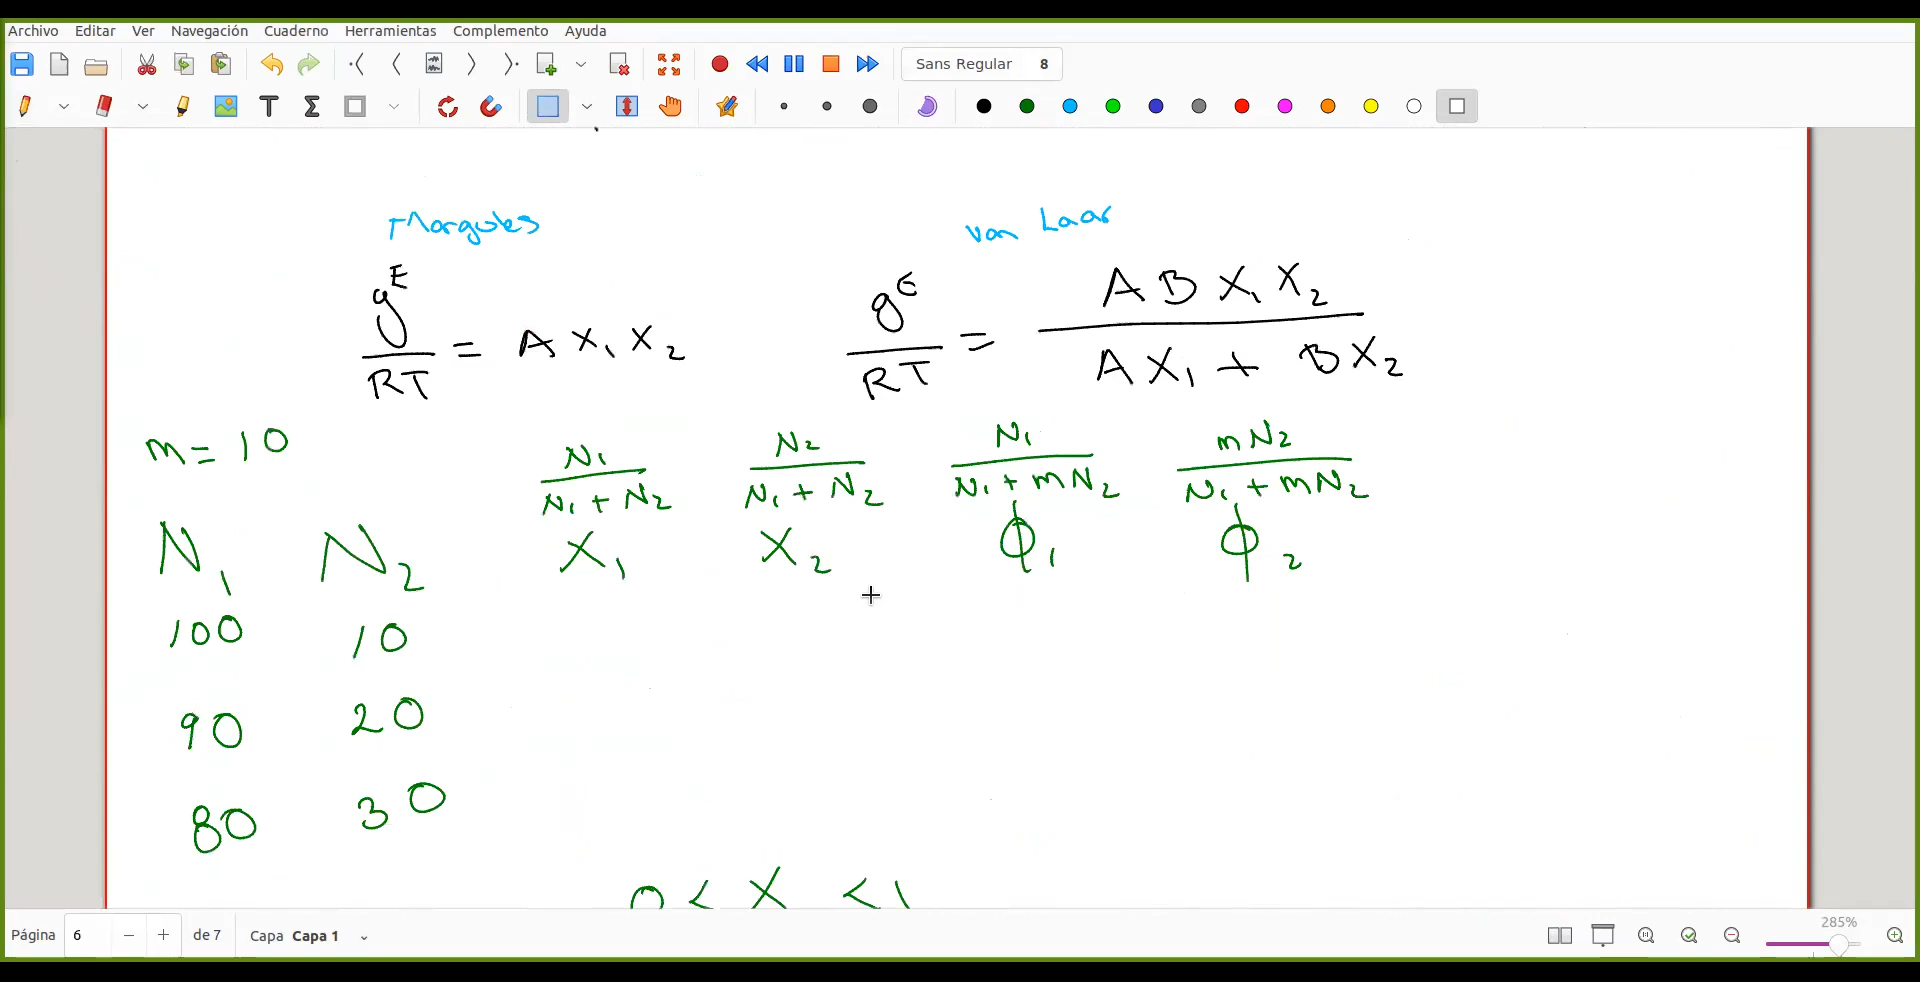 Archivo Editar Ver Navegación Cuaderno Herramientas Complemento Ayuda
Sans Regular 8
Margules
van Laar
g^E/RT = A X₁ X₂
g^E/RT = A B X₁ X₂ / A X₁ + B X₂
m = 10
N₁/N₁ + N₂
N₂/N₁ + N₂
N₁/N₁ + mN₂
mN₂/N₁ + mN₂
N₁ N₂ X₁ X₂ ϕ₁ ϕ₂
100 10
90 20
80 30
0 < X < 1
Página 6 de 7 Capa Capa 1
285%